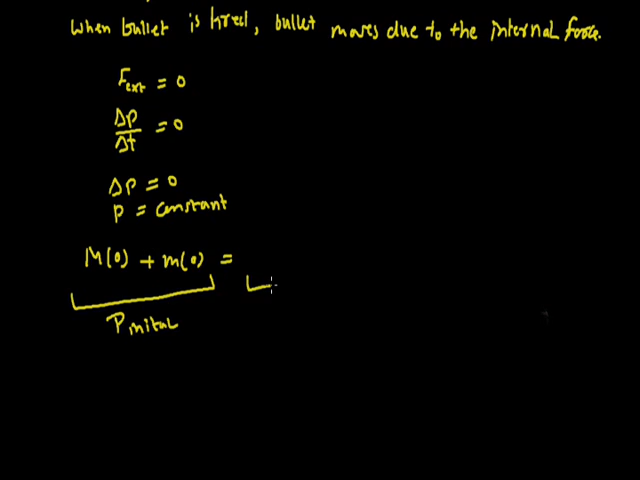 When bullet is fired, bullet moves due to the internal force.
Fext = 0
Δp/Δt = 0
Δp = 0
p = constant
M(0) + m(0) =
Pinitial